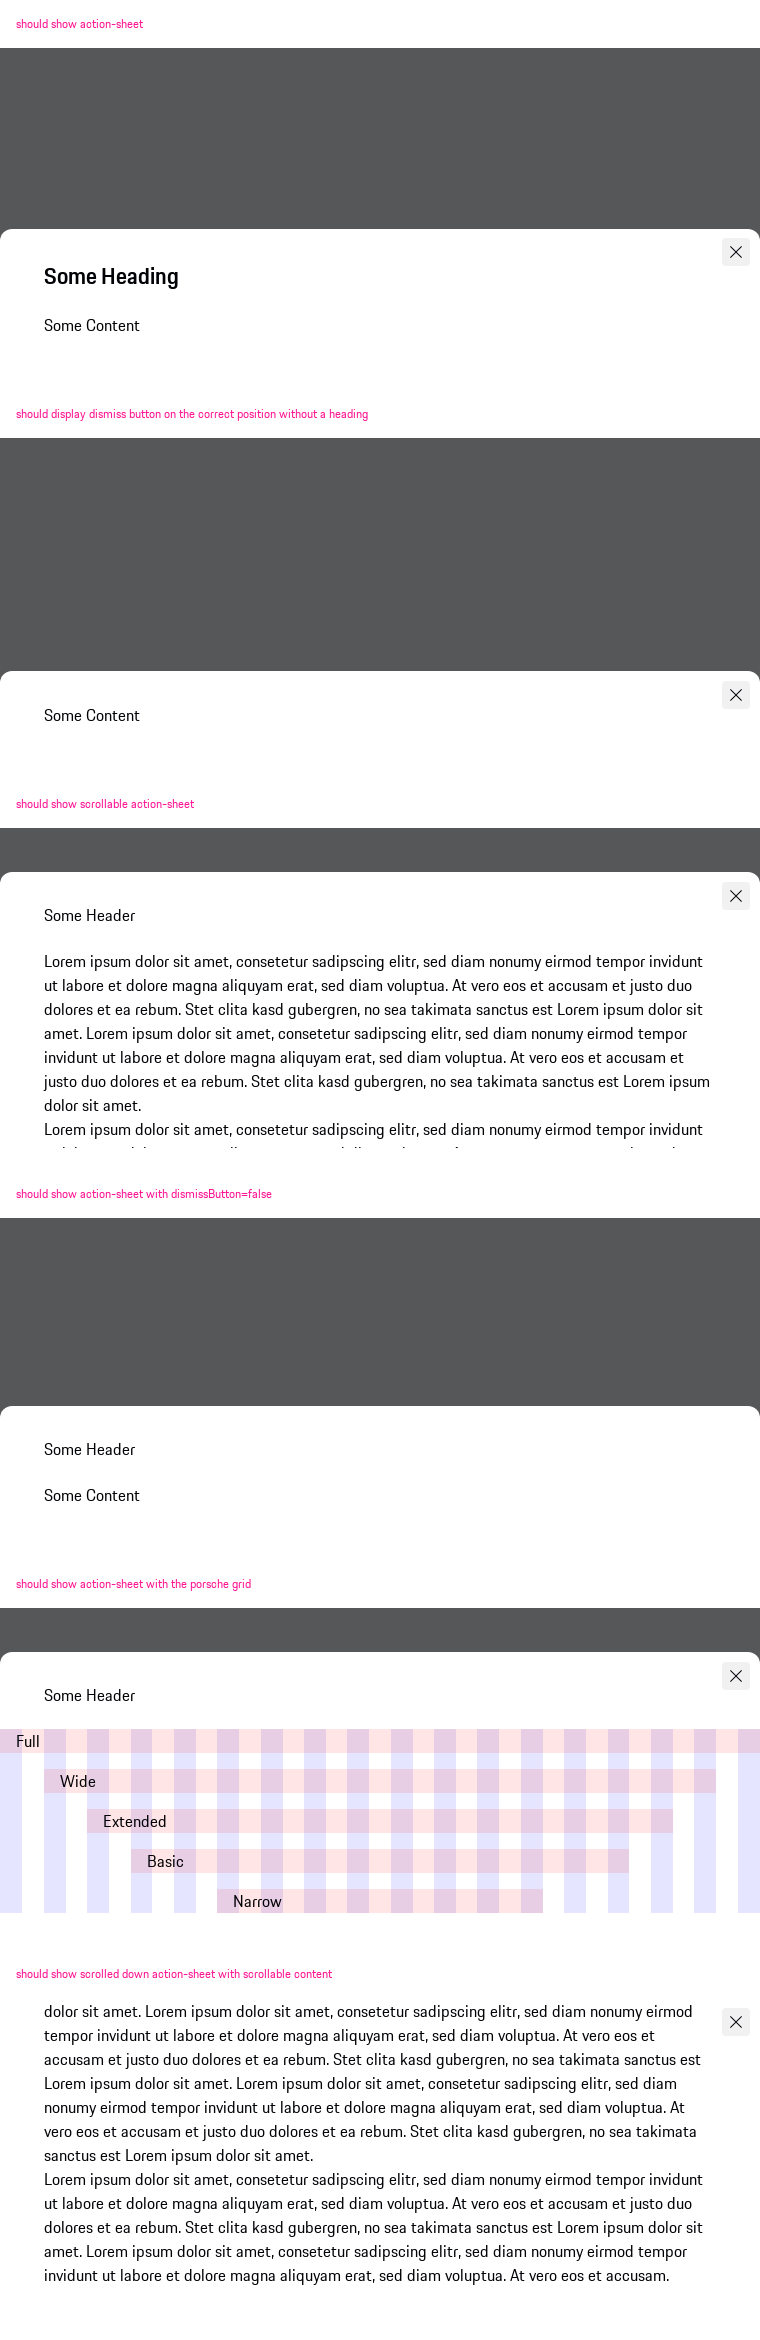 should show action-sheet
Some Heading
Some Content
should display dismiss button on the correct position without a heading
Some Content
should show scrollable action-sheet
Some Header
Lorem ipsum dolor sit amet, consetetur sadipscing elitr, sed diam nonumy eirmod tempor invidunt
ut labore et dolore magna aliquyam erat, sed diam voluptua. At vero eos et accusam et justo duo
dolores et ea rebum. Stet clita kasd gubergren, no sea takimata sanctus est Lorem ipsum dolor sit
amet. Lorem ipsum dolor sit amet, consetetur sadipscing elitr, sed diam nonumy eirmod tempor
invidunt ut labore et dolore magna aliquyam erat, sed diam voluptua. At vero eos et accusam et
justo duo dolores et ea rebum. Stet clita kasd gubergren, no sea takimata sanctus est Lorem ipsum
dolor sit amet.
Lorem ipsum dolor sit amet, consetetur sadipscing elitr, sed diam nonumy eirmod tempor invidunt
should show action-sheet with dismissButton=false
Some Header
Some Content
should show action-sheet with the porsche grid
Some Header
Full
Wide
Extended
Basic
Narrow
should show scrolled down action-sheet with scrollable content
dolor sit amet. Lorem ipsum dolor sit amet, consetetur sadipscing elitr, sed diam nonumy eirmod
tempor invidunt ut labore et dolore magna aliquyam erat, sed diam voluptua. At vero eos et
accusam et justo duo dolores et ea rebum. Stet clita kasd gubergren, no sea takimata sanctus est
Lorem ipsum dolor sit amet. Lorem ipsum dolor sit amet, consetetur sadipscing elitr, sed diam
nonumy eirmod tempor invidunt ut labore et dolore magna aliquyam erat, sed diam voluptua. At
vero eos et accusam et justo duo dolores et ea rebum. Stet clita kasd gubergren, no sea takimata
sanctus est Lorem ipsum dolor sit amet.
Lorem ipsum dolor sit amet, consetetur sadipscing elitr, sed diam nonumy eirmod tempor invidunt
ut labore et dolore magna aliquyam erat, sed diam voluptua. At vero eos et accusam et justo duo
dolores et ea rebum. Stet clita kasd gubergren, no sea takimata sanctus est Lorem ipsum dolor sit
amet. Lorem ipsum dolor sit amet, consetetur sadipscing elitr, sed diam nonumy eirmod tempor
invidunt ut labore et dolore magna aliquyam erat, sed diam voluptua. At vero eos et accusam.